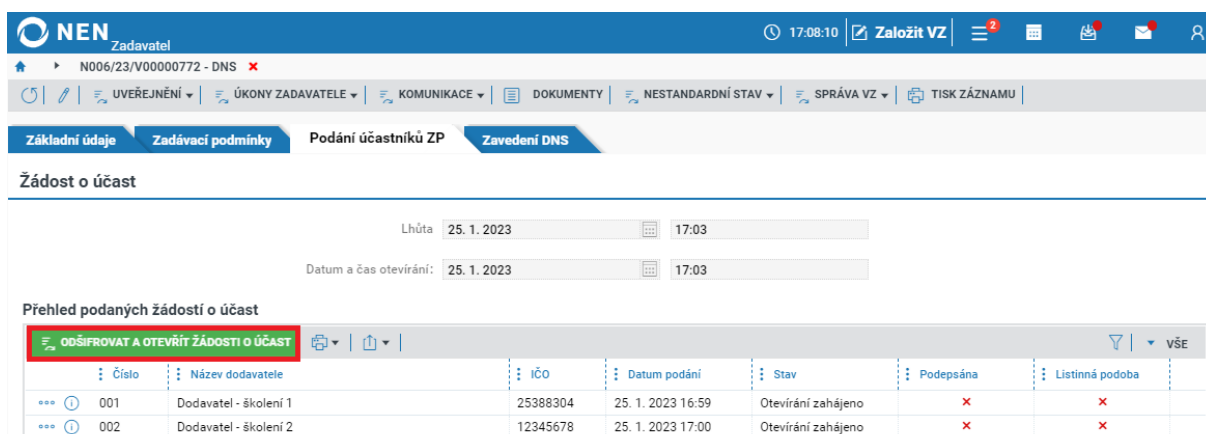 NEN Zadavatel 17:08:10 Založit VZ 2
N006/23/V00000772 - DNS
UVEŘEJNĚNÍ ÚKONY ZADAVATELE KOMUNIKACE DOKUMENTY NESTANDARDNÍ STAV SPRÁVA VZ TISK ZÁZNAMU
Základní údaje Zadávací podmínky Podání účastníků ZP Zavedení DNS
Žádost o účast
Lhůta 25. 1. 2023 17:03
Datum a čas otevírání: 25. 1. 2023 17:03
Přehled podaných žádostí o účast
ODŠIFROVAT A OTEVŘÍT ŽÁDOSTI O ÚČAST VŠE
Číslo Název dodavatele IČO Datum podání Stav Podepsána Listinná podoba
001 Dodavatel - školení 1 25388304 25. 1. 2023 16:59 Otevírání zahájeno
002 Dodavatel - školení 2 12345678 25. 1. 2023 17:00 Otevírání zahájeno